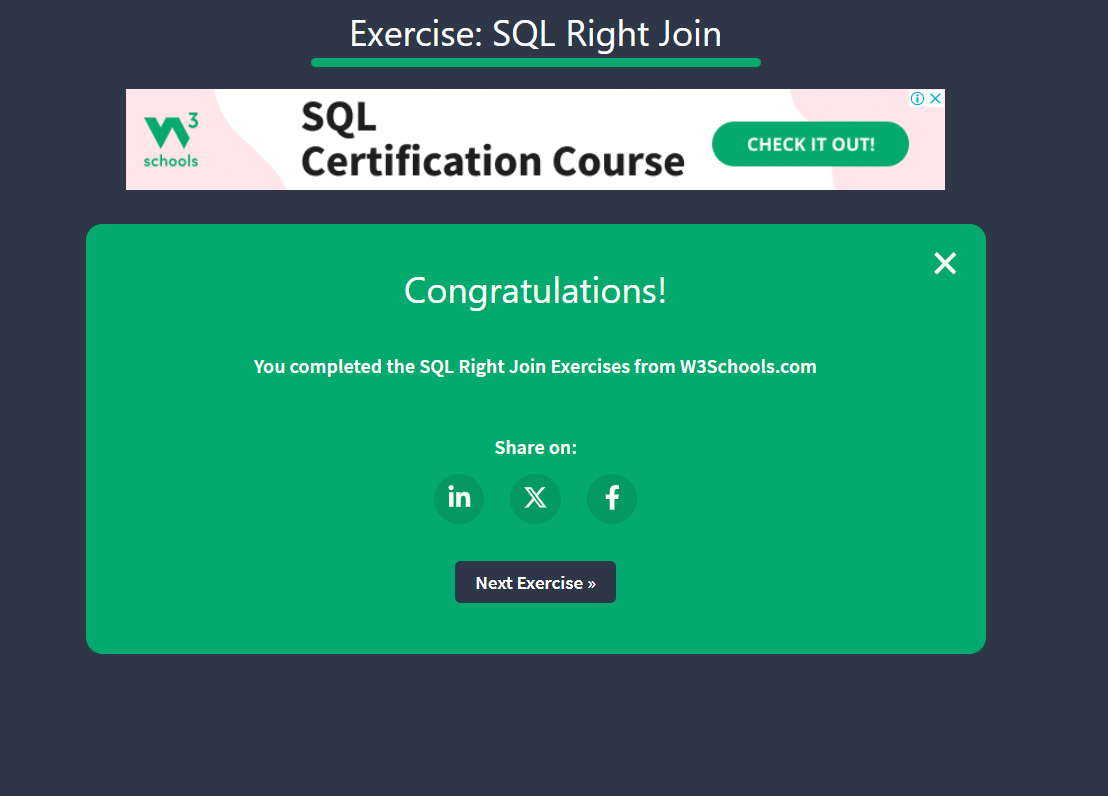 Exercise: SQL Right Join
W3
schools
SQL
Certification Course
CHECK IT OUT!
Congratulations!
You completed the SQL Right Join Exercises from W3Schools.com
Share on:
in
X
f
Next Exercise »